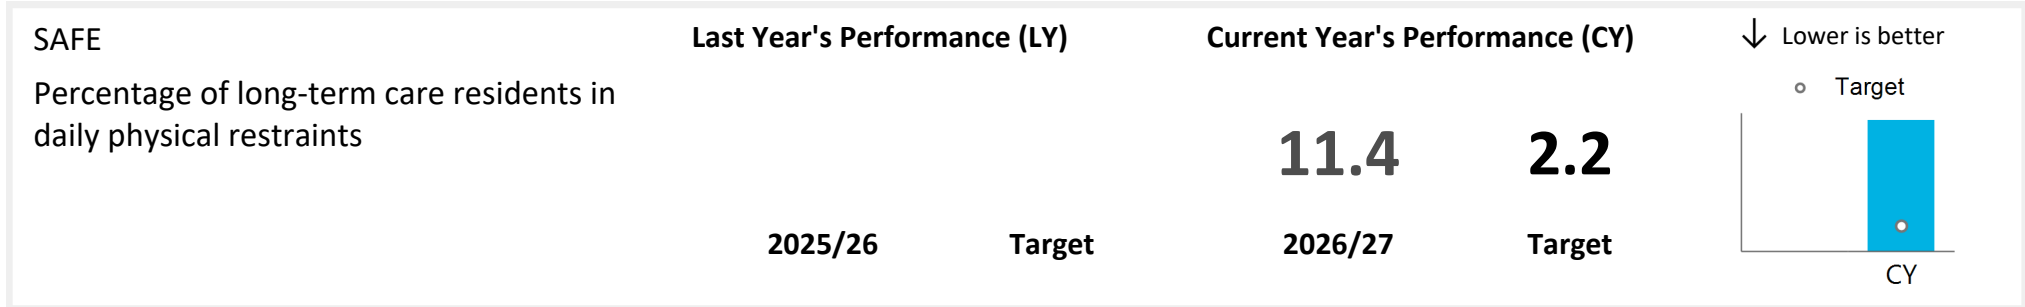 SAFE
Last Year's Performance (LY)
Current Year's Performance (CY)
↓ Lower is better
Percentage of long-term care residents in
daily physical restraints
Target
11.4
2.2
2025/26
Target
2026/27
Target
CY